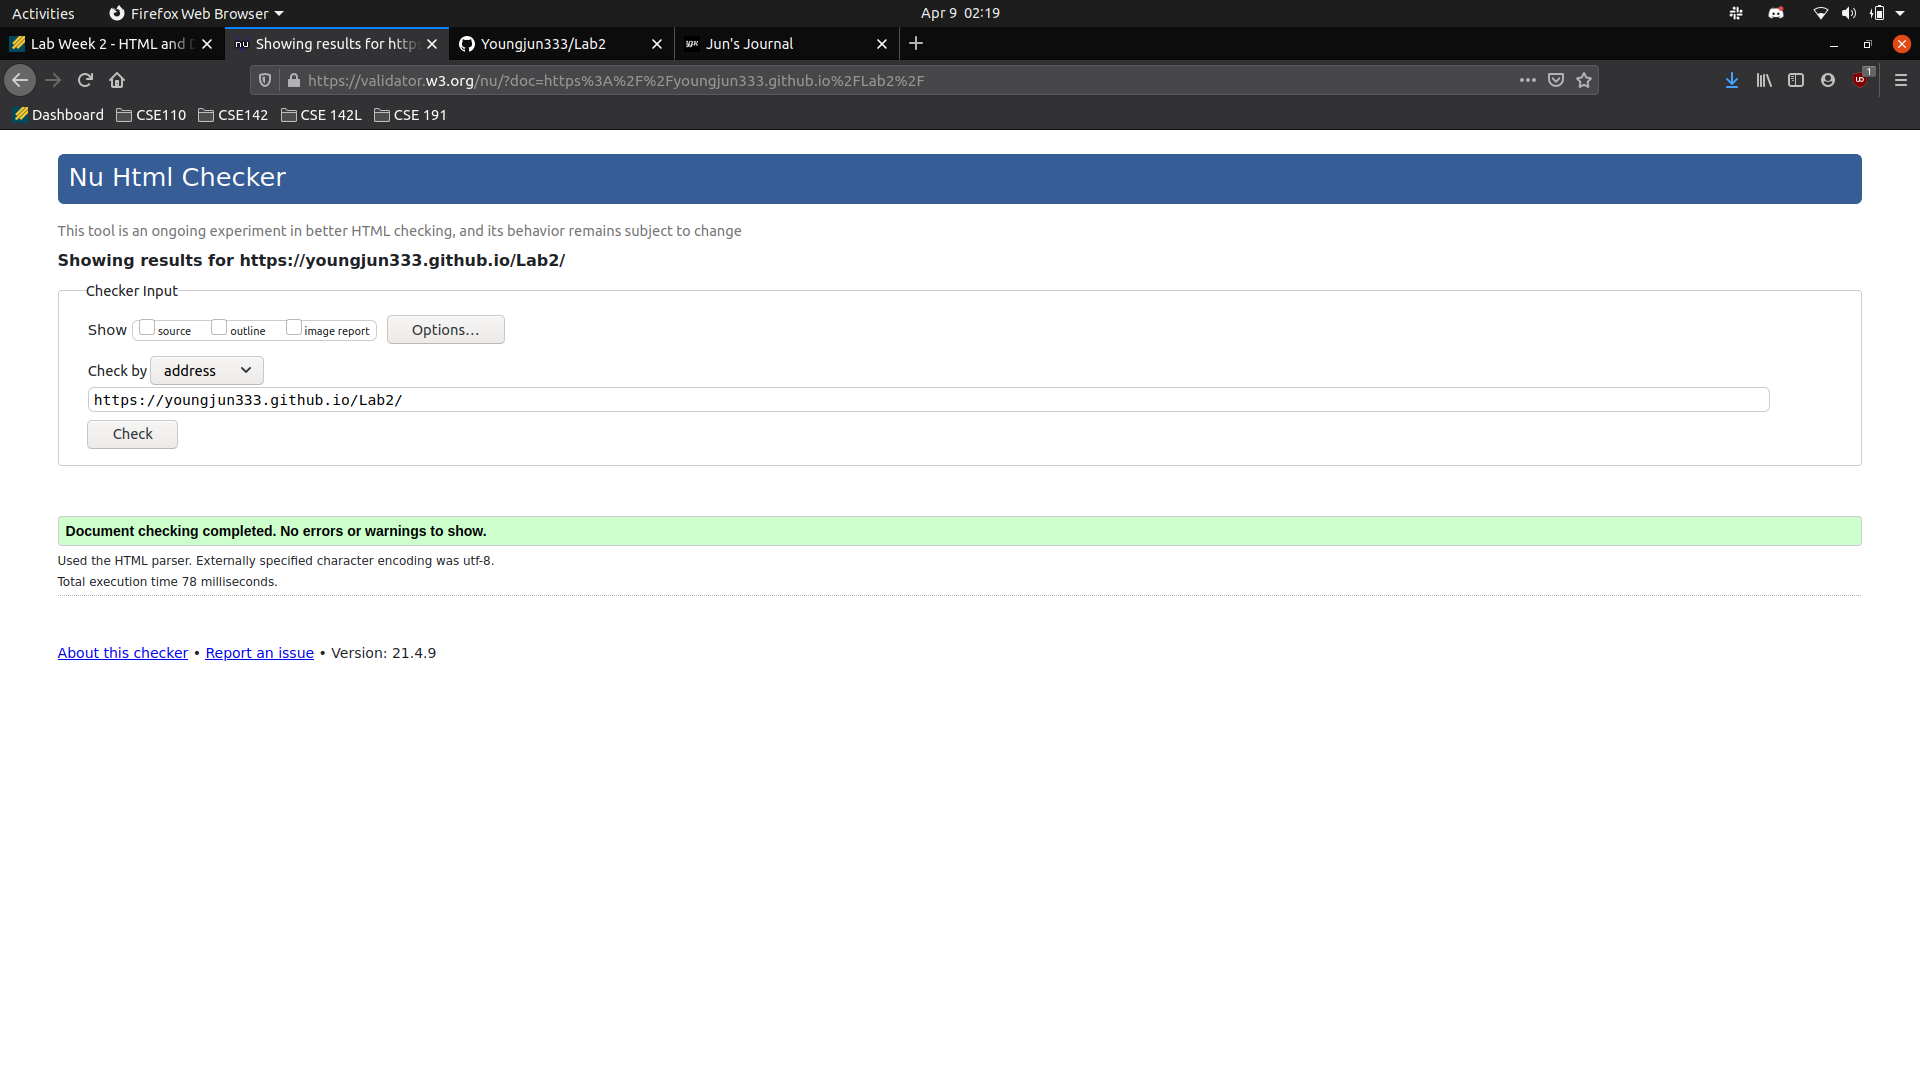 Activities Firefox Web Browser Apr 9 02:19
Lab Week 2 - HTML and D Showing results for https Youngjun333/Lab2 Jun's Journal
https://validator.w3.org/nu/?doc=https%3A%2F%2Fyoungjun333.github.io%2FLab2%2F 1
Dashboard CSE110 CSE142 CSE 142L CSE 191
Nu Html Checker
This tool is an ongoing experiment in better HTML checking, and its behavior remains subject to change
Showing results for https://youngjun333.github.io/Lab2/
Checker Input
Show source outline image report Options...
Check by address
https://youngjun333.github.io/Lab2/
Check
Document checking completed. No errors or warnings to show.
Used the HTML parser. Externally specified character encoding was utf-8.
Total execution time 78 milliseconds.
About this checker • Report an issue • Version: 21.4.9